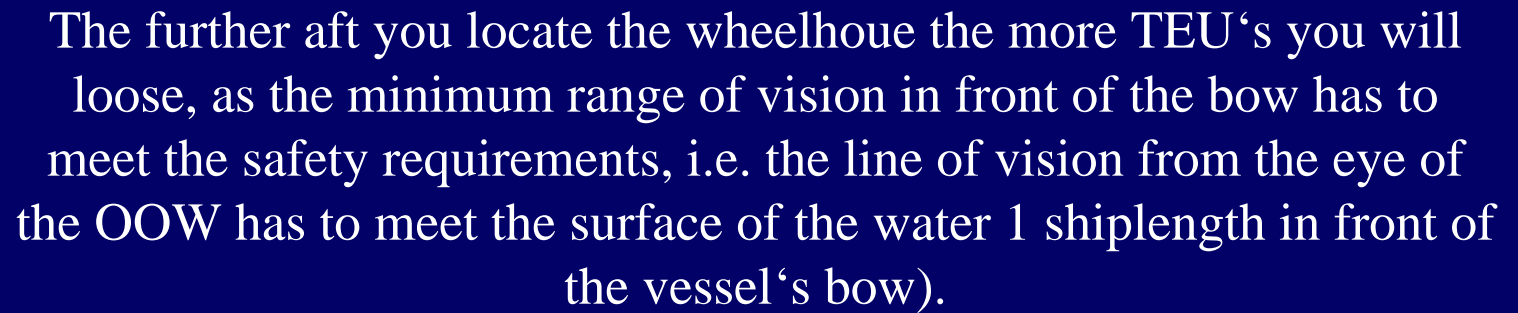 The further aft you locate the wheelhoue the more TEU‘s you will
loose, as the minimum range of vision in front of the bow has to
meet the safety requirements, i.e. the line of vision from the eye of
the OOW has to meet the surface of the water 1 shiplength in front of
the vessel‘s bow).